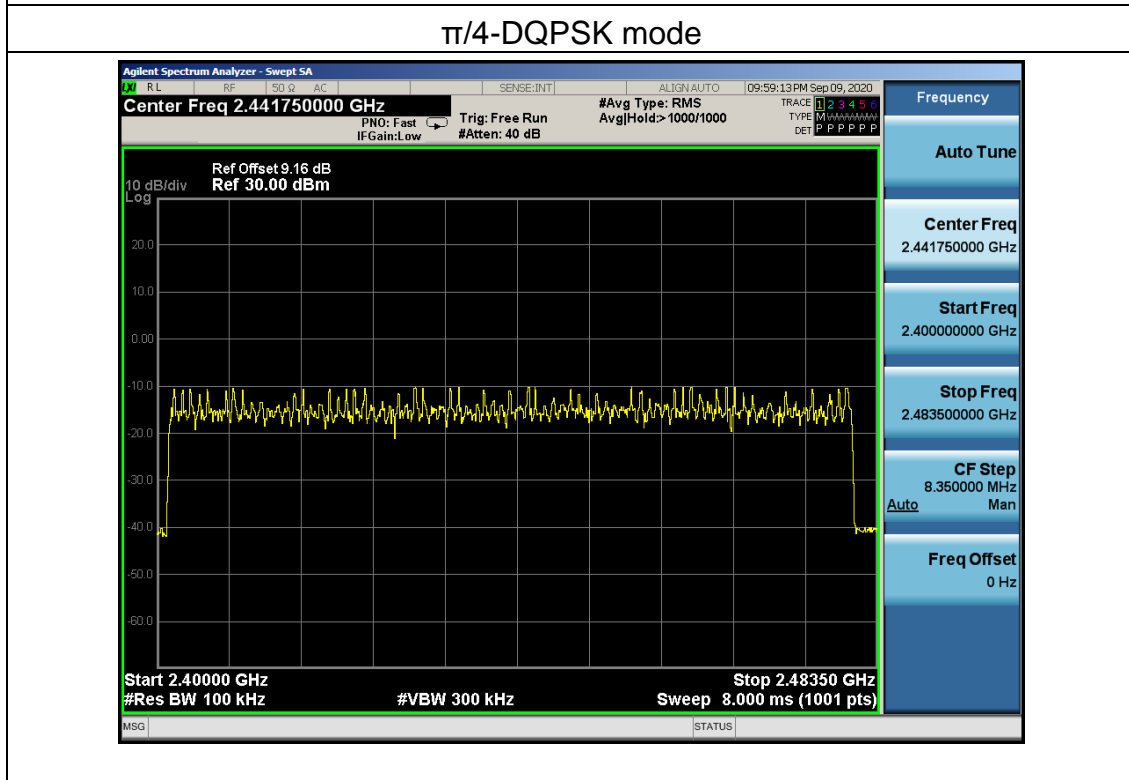 π/4-DQPSK mode
Agilent Spectrum Analyzer - Swept SA
LXI RL RF 50 Ω AC SENSE:INT ALIGN AUTO 09:59:13 PM Sep 09, 2020
Center Freq 2.441750000 GHz #Avg Type: RMS TRACE 1 2 3 4 5 6
PNO: Fast Trig: Free Run Avg|Hold:>1000/1000 TYPE M WWWWW
IFGain:Low #Atten: 40 dB DET P P P P P P
Ref Offset 9.16 dB
10 dB/div Ref 30.00 dBm
Log
20.0
10.0
0.00
-10.0
-20.0
-30.0
-40.0
-50.0
-60.0
Start 2.40000 GHz Stop 2.48350 GHz
#Res BW 100 kHz #VBW 300 kHz Sweep 8.000 ms (1001 pts)
MSG STATUS
Frequency
Auto Tune
Center Freq
2.441750000 GHz
Start Freq
2.400000000 GHz
Stop Freq
2.483500000 GHz
CF Step
8.350000 MHz
Auto Man
Freq Offset
0 Hz